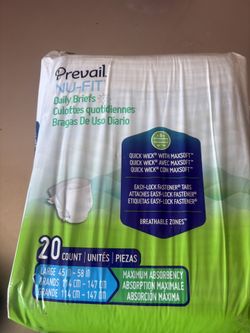 Prevail
NU-FIT
Daily Briefs
Culottes quotidiennes
Bragas De Uso Diario
QUICK WICK WITH MAXSOFT
QUICK WICK AVEC MAXSOFT
QUICK WICK CON MAXSOFT
EASY-LOCK FASTENER TABS
ATTACHES EASY-LOCK FASTENER
ETIQUETAS EASY-LOCK FASTENER
BREATHABLE ZONES
20 COUNT | UNITÉS | PIEZAS
LARGE 45 IN - 58 IN
GRANDS 114 CM - 147 CM
GRANDE 114 CM - 147 CM
MAXIMUM ABSORBENCY
ABSORPTION MAXIMALE
ABSORCIÓN MÁXIMA